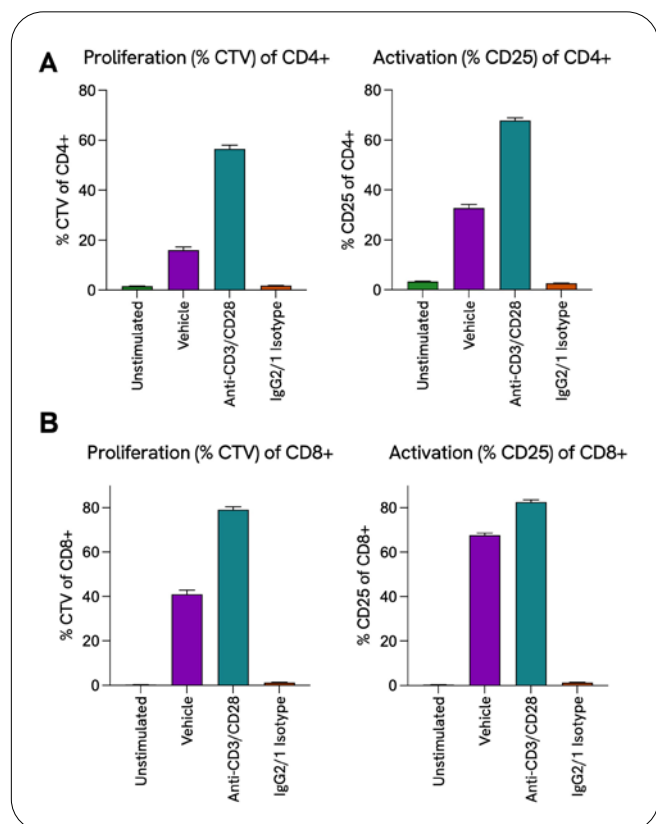 A
Proliferation (% CTV) of CD4+
% CTV of CD4+
80
60
40
20
0
Unstimulated
Vehicle
Anti-CD3/CD28
IgG2/1 Isotype
Activation (% CD25) of CD4+
% CD25 of CD4+
80
60
40
20
0
Unstimulated
Vehicle
Anti-CD3/CD28
IgG2/1 Isotype
B
Proliferation (% CTV) of CD8+
% CTV of CD8+
80
60
40
20
0
Unstimulated
Vehicle
Anti-CD3/CD28
IgG2/1 Isotype
Activation (% CD25) of CD8+
% CD25 of CD8+
80
60
40
20
0
Unstimulated
Vehicle
Anti-CD3/CD28
IgG2/1 Isotype